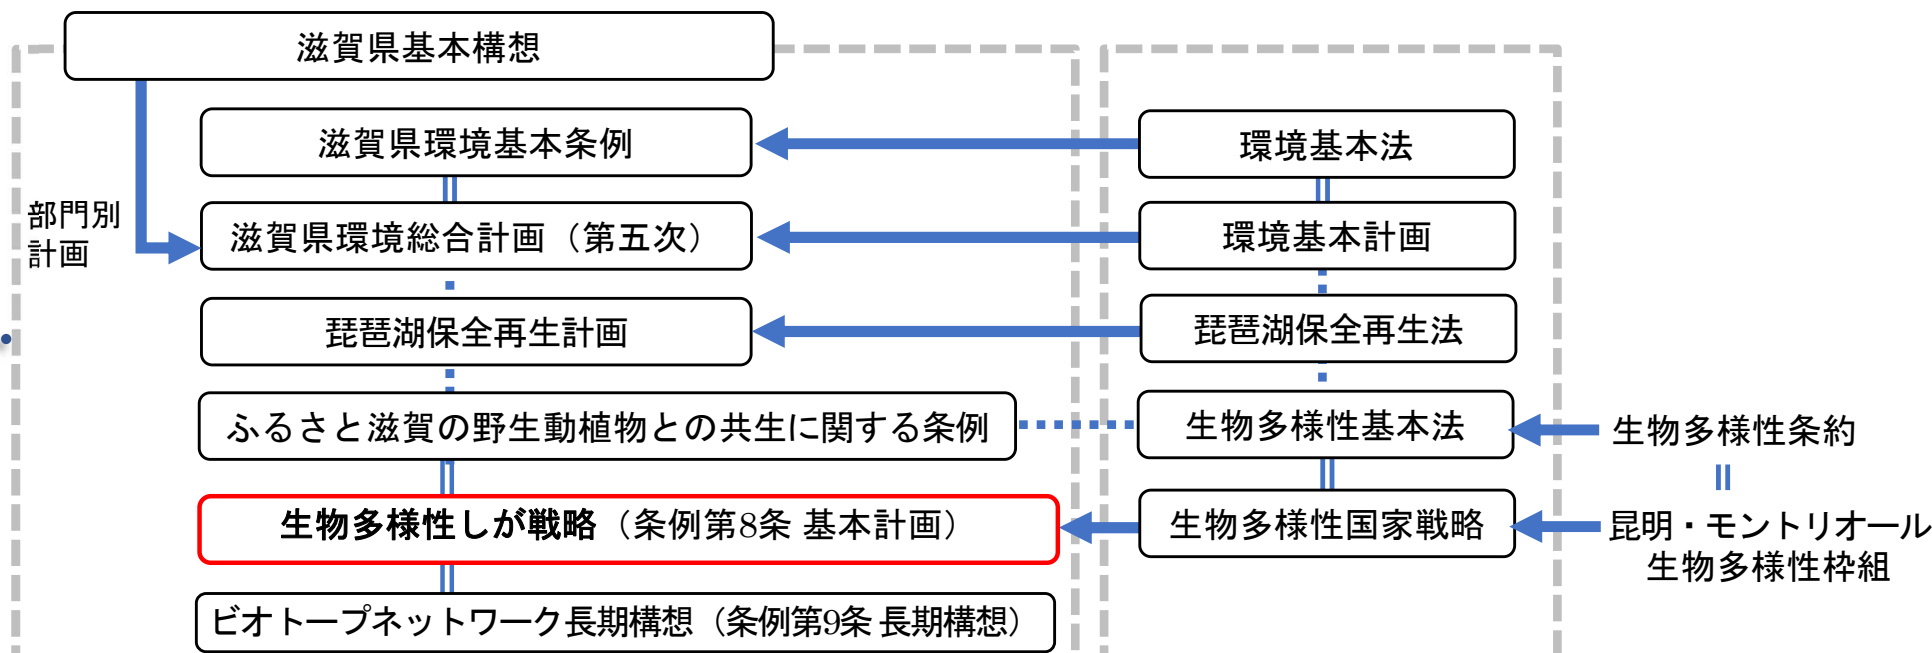 滋賀県基本構想
滋賀県環境基本条例
環境基本法
部門別
計画
滋賀県環境総合計画（第五次）
環境基本計画
琵琶湖保全再生計画
琵琶湖保全再生法
ふるさと滋賀の野生動植物との共生に関する条例
生物多様性基本法
生物多様性条約
生物多様性しが戦略（条例第8条 基本計画）
生物多様性国家戦略
昆明・モントリオール
生物多様性枠組
ビオトープネットワーク長期構想（条例第9条 長期構想）